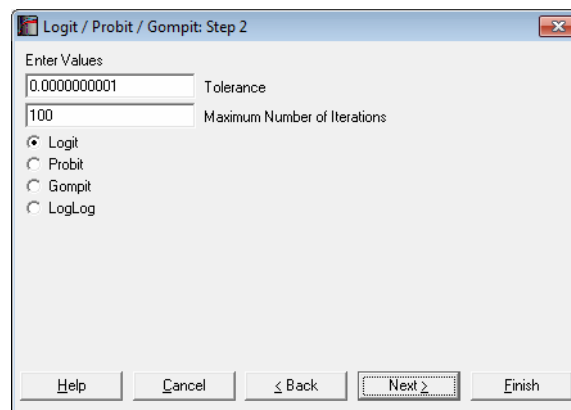 Logit / Probit / Gompit: Step 2
Enter Values
0.0000000001 Tolerance
100 Maximum Number of Iterations
Logit
Probit
Gompit
LogLog
Help Cancel < Back Next > Finish